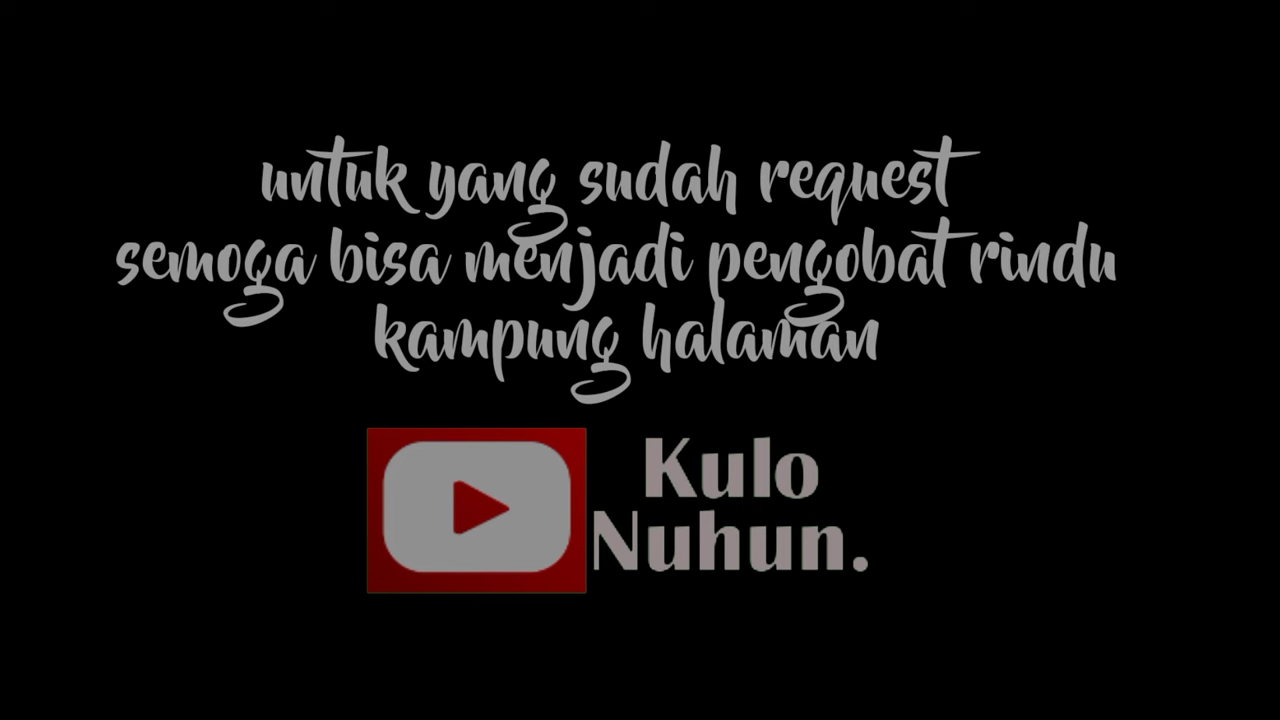 untuk yang sudah request
semoga bisa menjadi pengobat rindu
kampung halaman
Kulo
Nuhun.